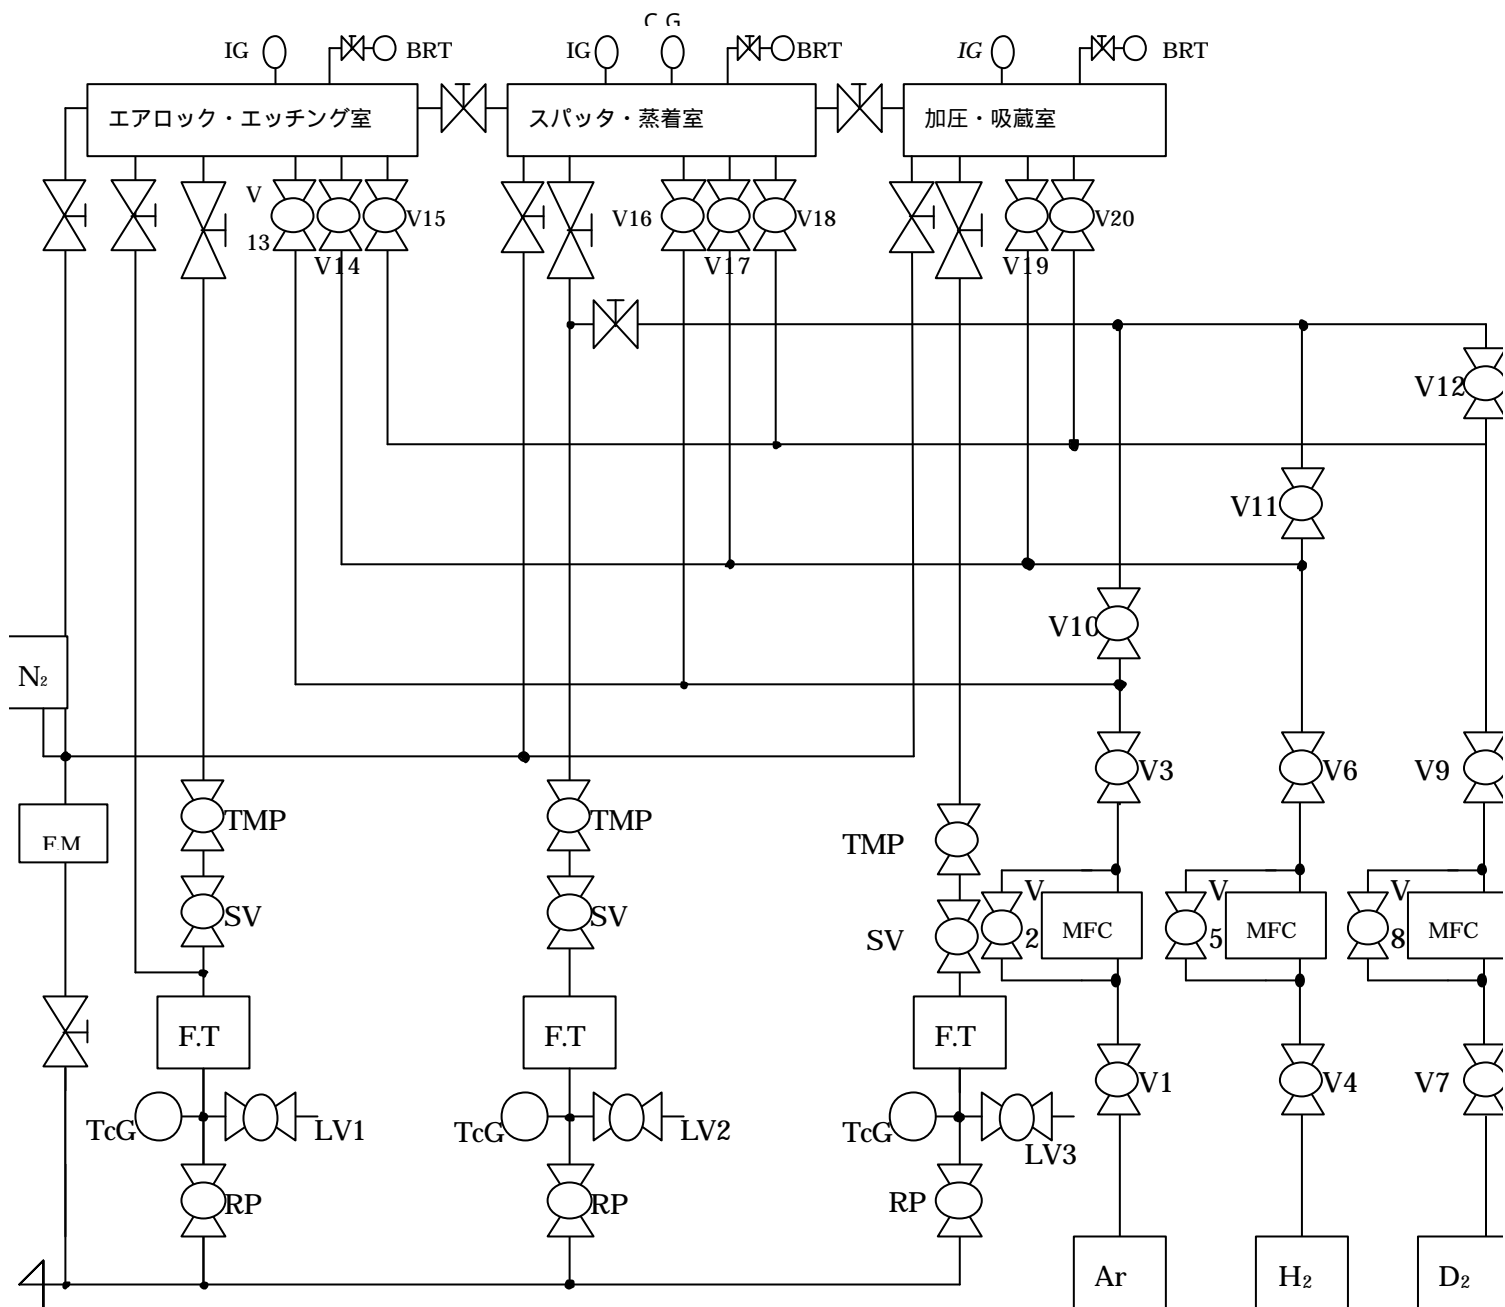 C G
IG
BRT
IG
BRT
IG
BRT
エアロック・エッチング室
スパッタ・蒸着室
加圧・吸蔵室
V
13
V14
V15
V16
V17
V18
V19
V20
V12
V11
V10
N₂
V3
V6
V9
F.M
TMP
TMP
TMP
SV
SV
SV
V
2
MFC
V
5
MFC
V
8
MFC
F.T
F.T
F.T
V1
V4
V7
TcG
LV1
TcG
LV2
TcG
LV3
RP
RP
RP
Ar
H₂
D₂